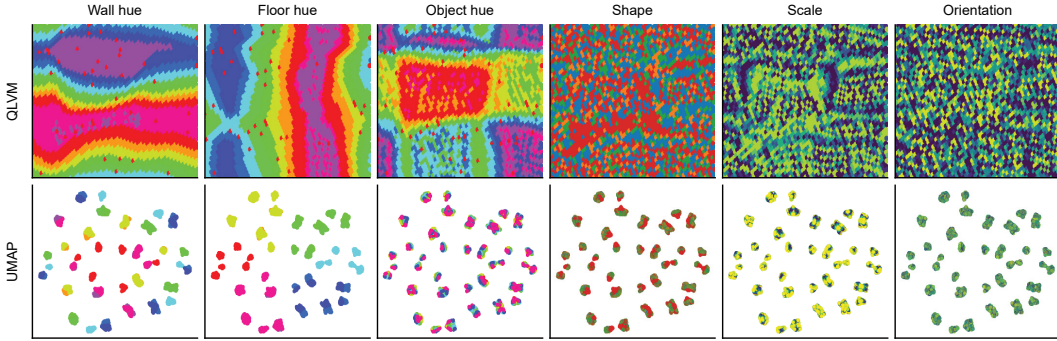 Wall hue
Floor hue
Object hue
Shape
Scale
Orientation
QLVM
UMAP